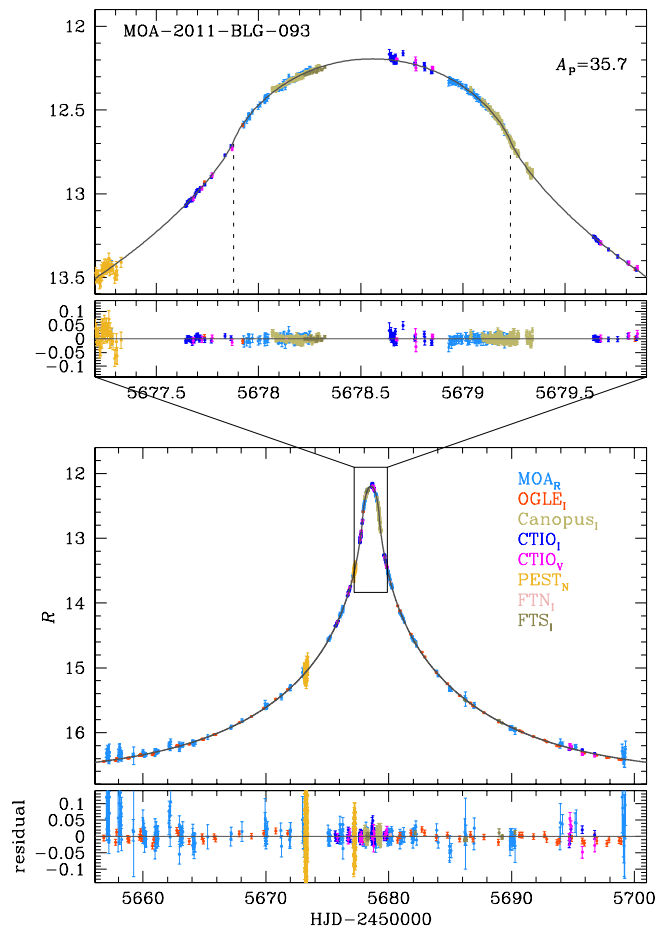 MOA-2011-BLG-093
A_P=35.7
12
12.5
13
13.5
0.1
0.05
0
-0.05
-0.1
5677.5 5678 5678.5 5679 5679.5
12
13
14
15
16
R
MOA_R
OGLE_I
Canopus_I
CTIO_I
CTIO_V
PEST_N
FTN_I
FTS_I
0.1
0.05
0
-0.05
-0.1
residual
5660 5670 5680 5690 5700
HJD-2450000